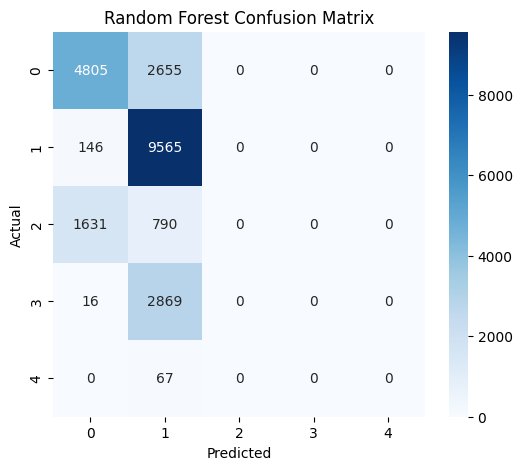 Random Forest Confusion Matrix
0 4805 2655 0 0 0
1 146 9565 0 0 0
2 1631 790 0 0 0
3 16 2869 0 0 0
4 0 67 0 0 0
0 1 2 3 4
Predicted
Actual
8000
6000
4000
2000
0